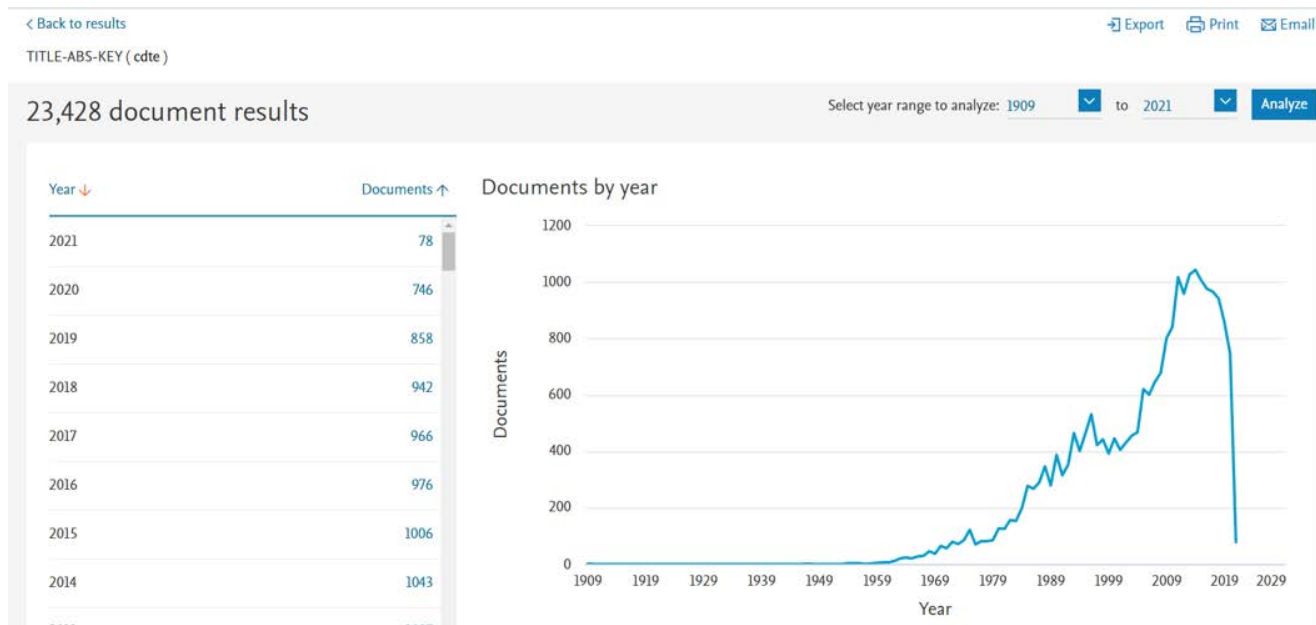 Back to results
Export Print Email
TITLE-ABS-KEY ( cdte )
23,428 document results
Select year range to analyze: 1909 to 2021 Analyze
Year Documents
2021 78
2020 746
2019 858
2018 942
2017 966
2016 976
2015 1006
2014 1043
Documents by year
1200
1000
800
600
400
200
0
Documents
1909 1919 1929 1939 1949 1959 1969 1979 1989 1999 2009 2019 2029
Year